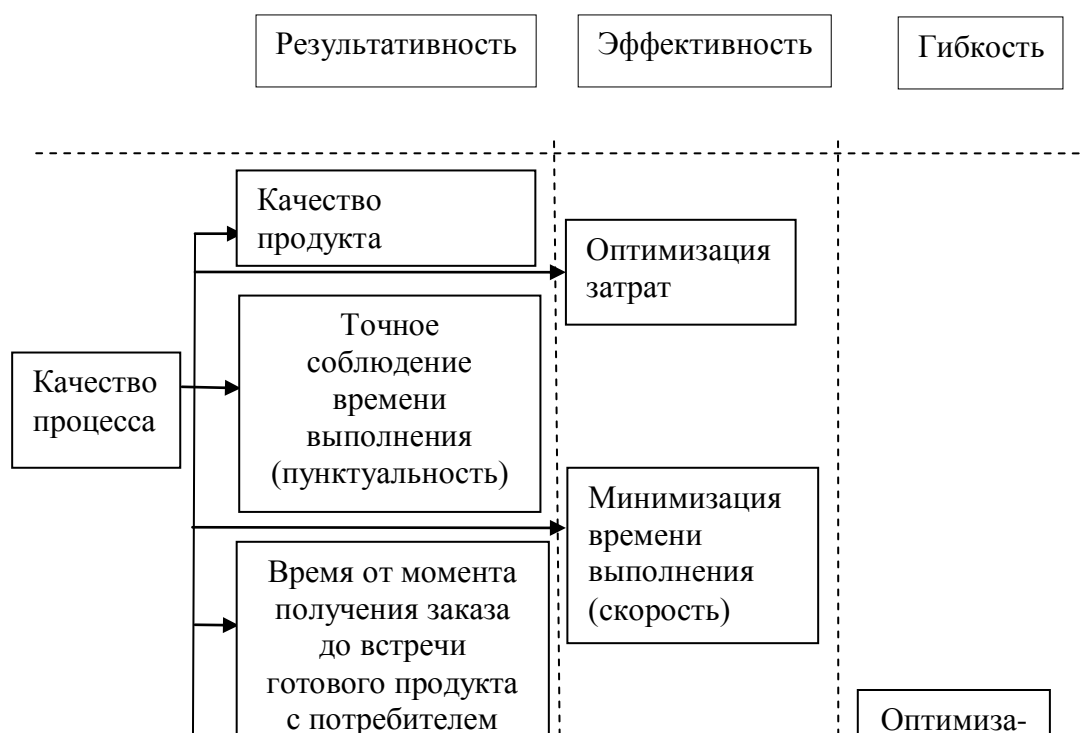 Результативность
Эффективность
Гибкость
Качество
продукта
Оптимизация
затрат
Точное
соблюдение
времени
выполнения
(пунктуальность)
Качество
процесса
Минимизация
времени
выполнения
(скорость)
Время от момента
получения заказа
до встречи
готового продукта
с потребителем
Оптимиза-